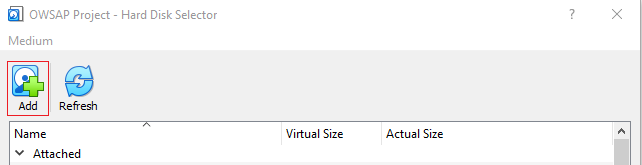 OWSAP Project - Hard Disk Selector
Medium
Add Refresh
Name Virtual Size Actual Size
Attached